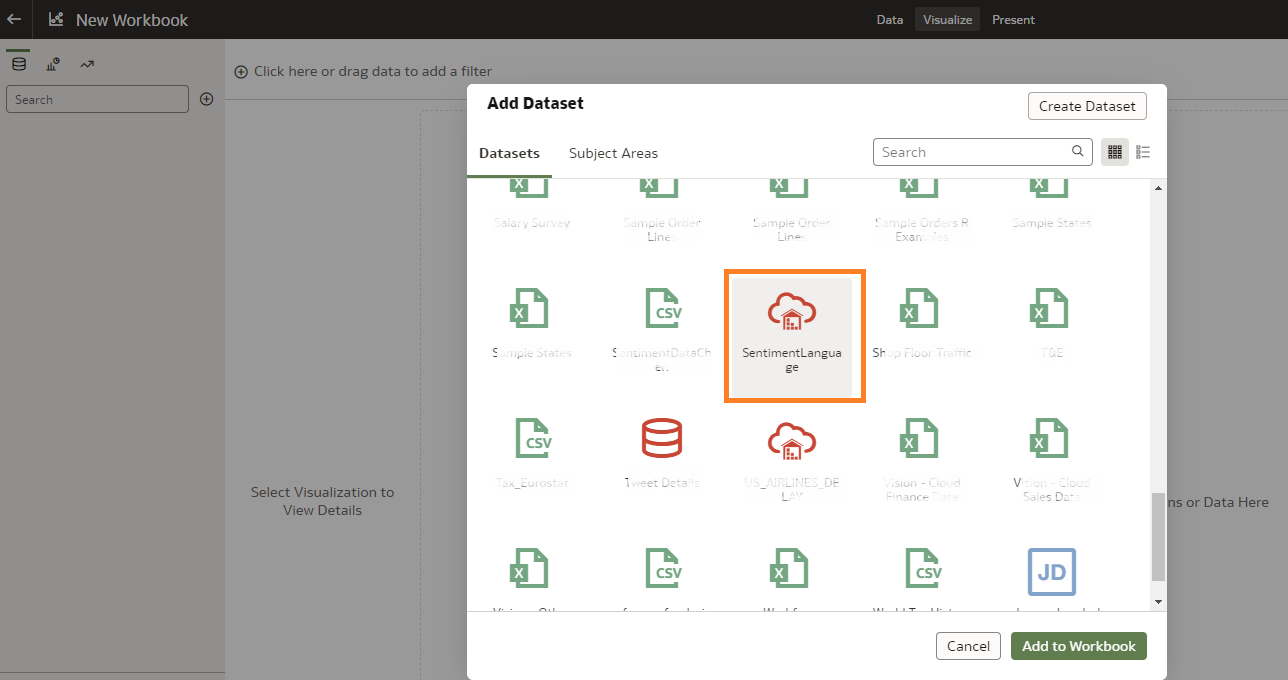 New Workbook
Data
Visualize
Present
Search
Click here or drag data to add a filter
Select Visualization to
View Details
ns or Data Here
Add Dataset
Create Dataset
Datasets
Subject Areas
Search
Salary Survey
Sample Order
Lines
Sample Order
Lines
Sample Orders R
Examples
Sample States
X
CSV
X
X
Sample States
SentimentDataCh
SentimentLangua
ge
Shop Floor Traffic
T&E
CSV
X
X
Tax_Eurostat
Tweet Details
US_AIRLINES_DE
LAY
Vision - Cloud
Finance Data
Vision - Cloud
Sales Data
X
CSV
X
CSV
JD
Cancel
Add to Workbook